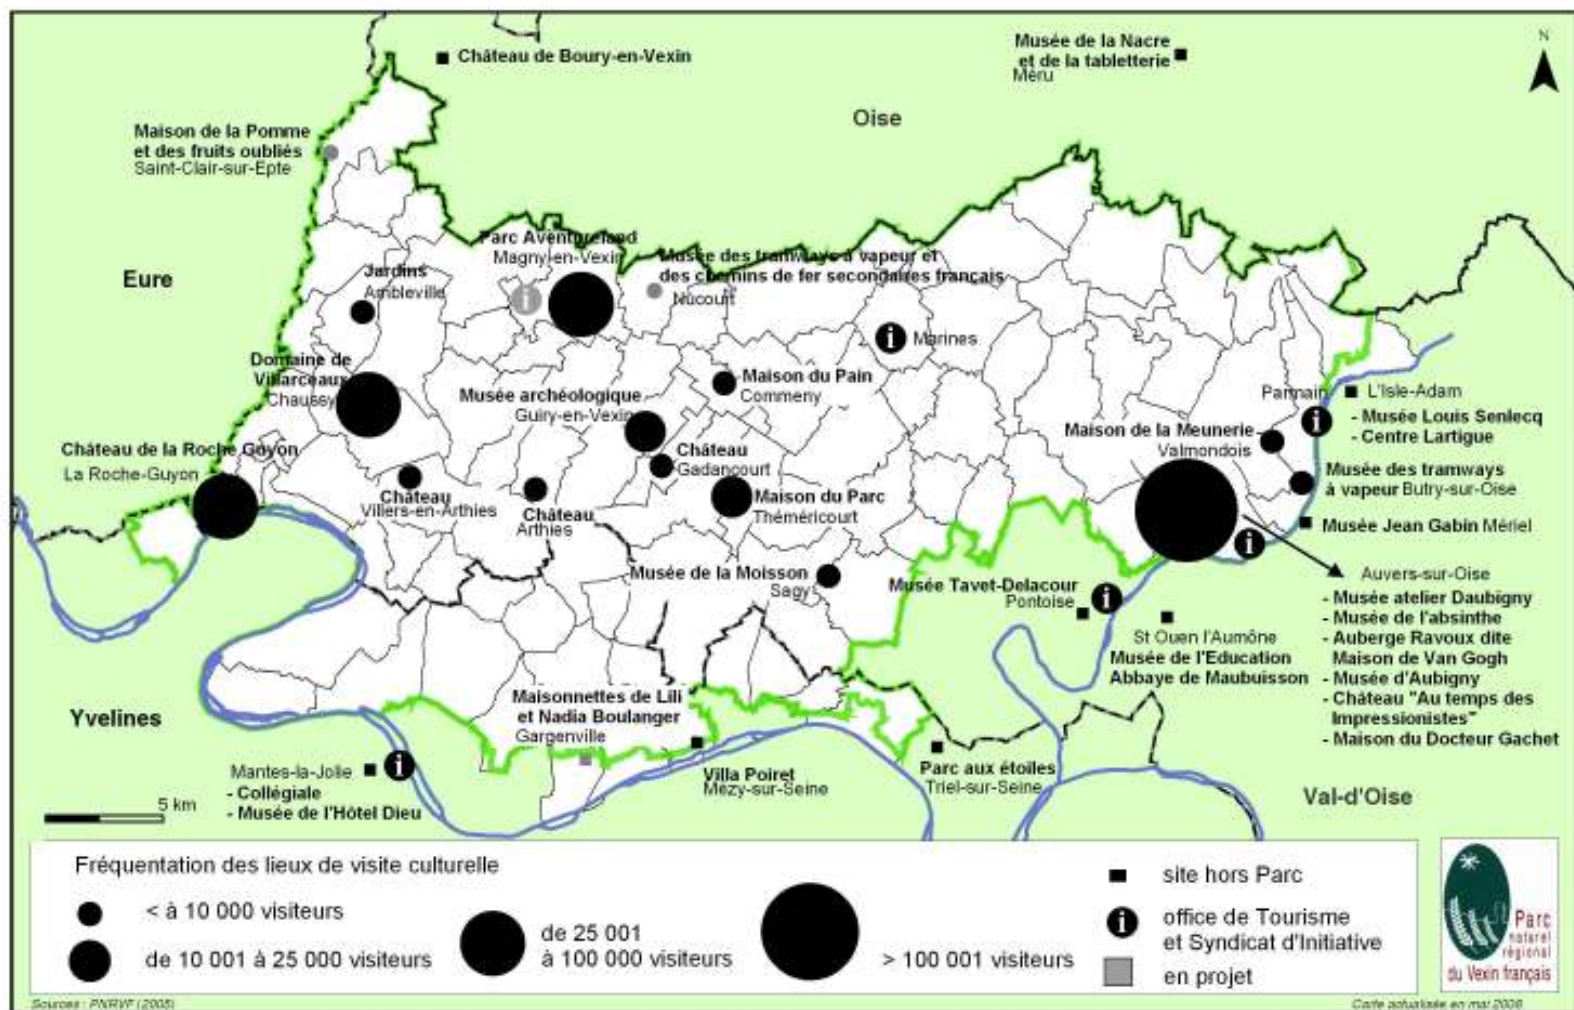 Château de Boury-en-Vexin
Musée de la Nacre
et de la tabletterie
Méru
N
Oise
Maison de la Pomme
et des fruits oubliés
Saint-Clair-sur-Epte
Eure
Parc Aventureland
Magny-en-Vexin
Musée des tramways à vapeur et
des chemins de fer secondaires français
Nucourt
Jardins
Ambleville
i
i
Marines
Domaine de
Villarceaux
Chaussy
Musée archéologique
Guiry-en-Vexin
Maison du Pain
Commeny
Parmain
i
L'Isle-Adam
- Musée Louis Senlecq
- Centre Lartigue
Château de la Roche Guyon
La Roche-Guyon
Château
Gadancourt
Maison de la Meunerie
Valmondois
Musée des tramways
à vapeur Butry-sur-Oise
Château
Villers-en-Arthies
Château
Arthies
Maison du Parc
Théméricourt
Musée Jean Gabin Mériel
i
Musée de la Moisson
Sagy
Musée Tavet-Delacour
Pontoise
i
Auvers-sur-Oise
- Musée atelier Daubigny
- Musée de l'absinthe
- Auberge Ravoux dite
Maison de Van Gogh
- Musée d'Aubigny
- Château "Au temps des
Impressionistes"
- Maison du Docteur Gachet
St Ouen l'Aumône
Musée de l'Education
Abbaye de Maubuisson
Yvelines
Maisonnettes de Lili
et Nadia Boulanger
Gargenville
Mantes-la-Jolie
i
- Collégiale
- Musée de l'Hôtel Dieu
Villa Poiret
Mézy-sur-Seine
Parc aux étoiles
Triel-sur-Seine
Val-d'Oise
5 km
Fréquentation des lieux de visite culturelle
< à 10 000 visiteurs
de 10 001 à 25 000 visiteurs
de 25 001
à 100 000 visiteurs
> 100 001 visiteurs
site hors Parc
i
office de Tourisme
et Syndicat d'Initiative
en projet
Parc
naturel
régional
du Vexin français
Sources : PNRVF (2005)
Carte actualisée en mai 2006